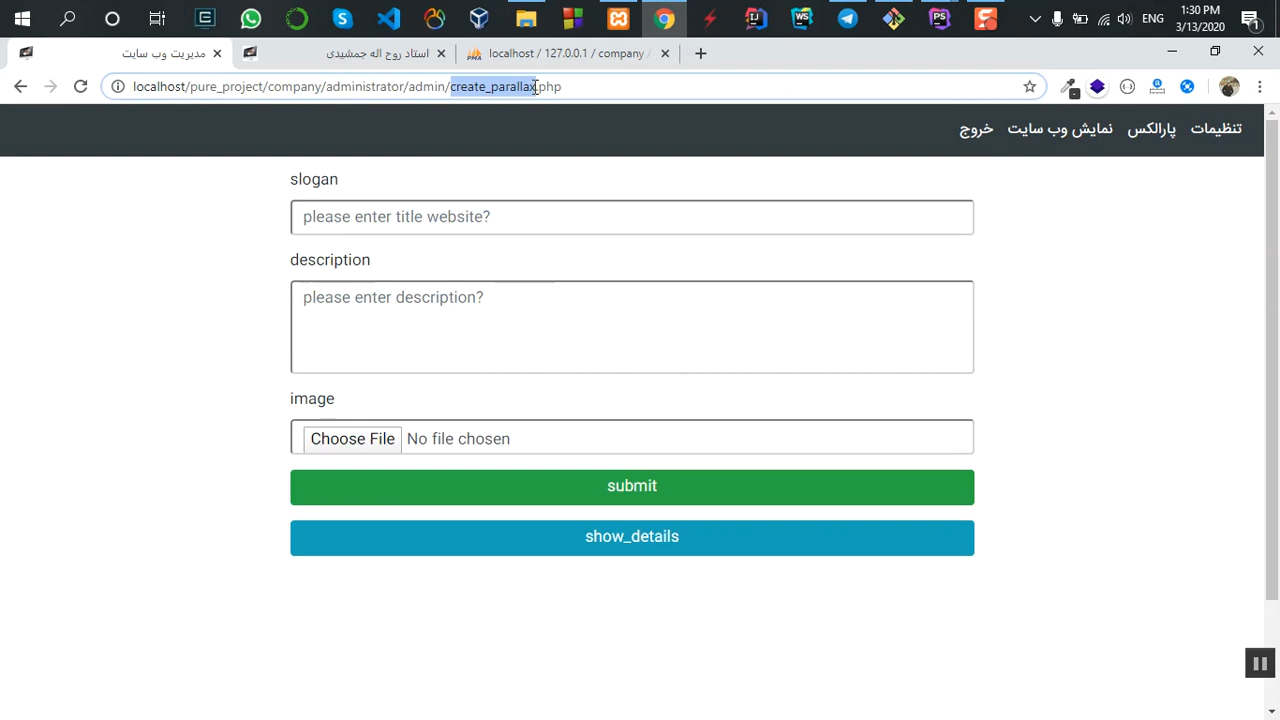 1:30 PM
ENG
3/13/2020
1
مدیریت وب سایت
استاد روح اله جمشیدی
localhost / 127.0.0.1 / company /
localhost/pure_project/company/administrator/admin/create_parallax.php
تنظیمات پارالکس نمایش وب سایت خروج
slogan
please enter title website?
description
please enter description?
image
Choose File No file chosen
submit
show_details